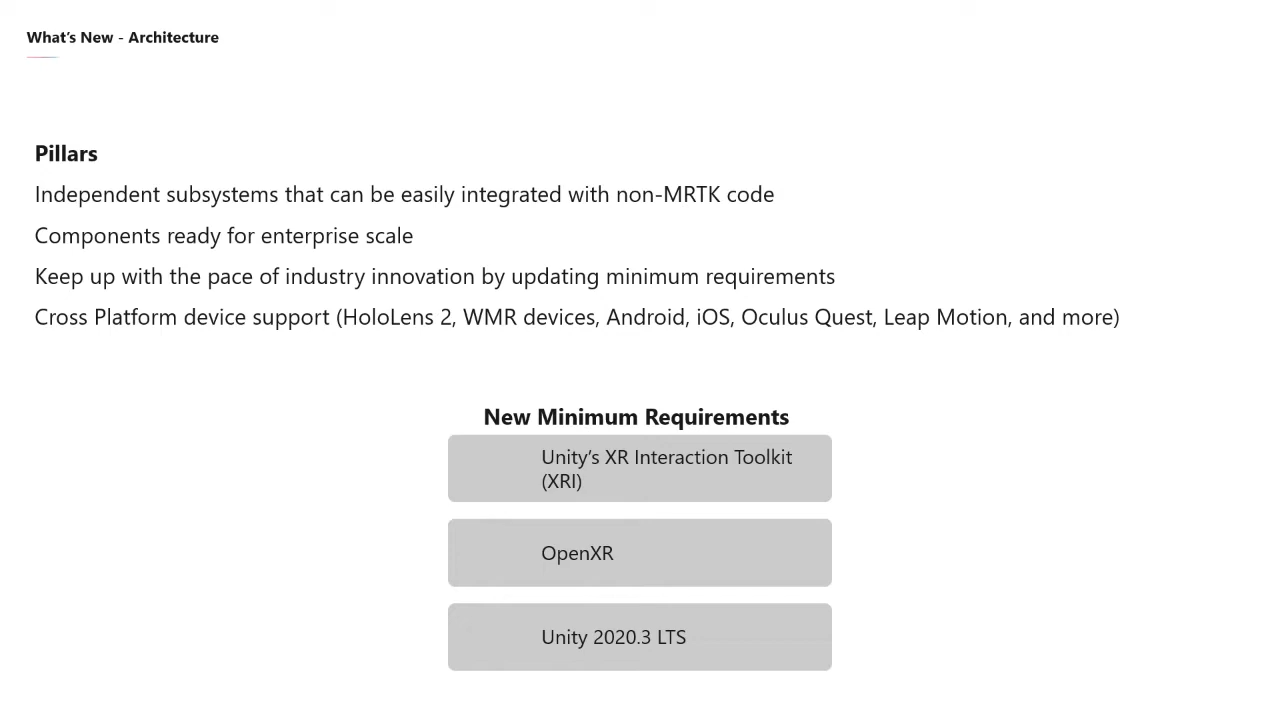 What’s New - Architecture
Pillars
Independent subsystems that can be easily integrated with non-MRTK code
Components ready for enterprise scale
Keep up with the pace of industry innovation by updating minimum requirements
Cross Platform device support (HoloLens 2, WMR devices, Android, iOS, Oculus Quest, Leap Motion, and more)
New Minimum Requirements
Unity’s XR Interaction Toolkit
(XRI)
OpenXR
Unity 2020.3 LTS